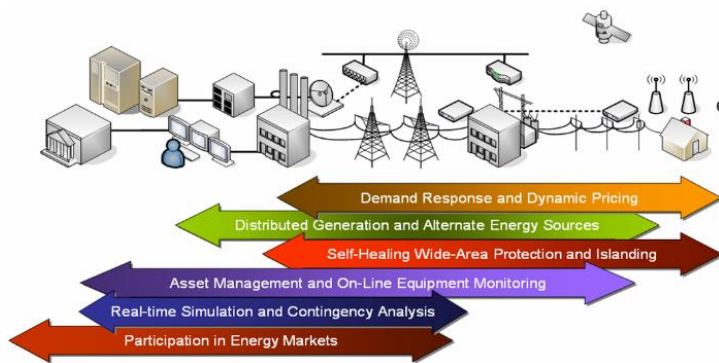 Demand Response and Dynamic Pricing
Distributed Generation and Alternate Energy Sources
Self-Healing Wide-Area Protection and Islanding
Asset Management and On-Line Equipment Monitoring
Real-time Simulation and Contingency Analysis
Participation in Energy Markets